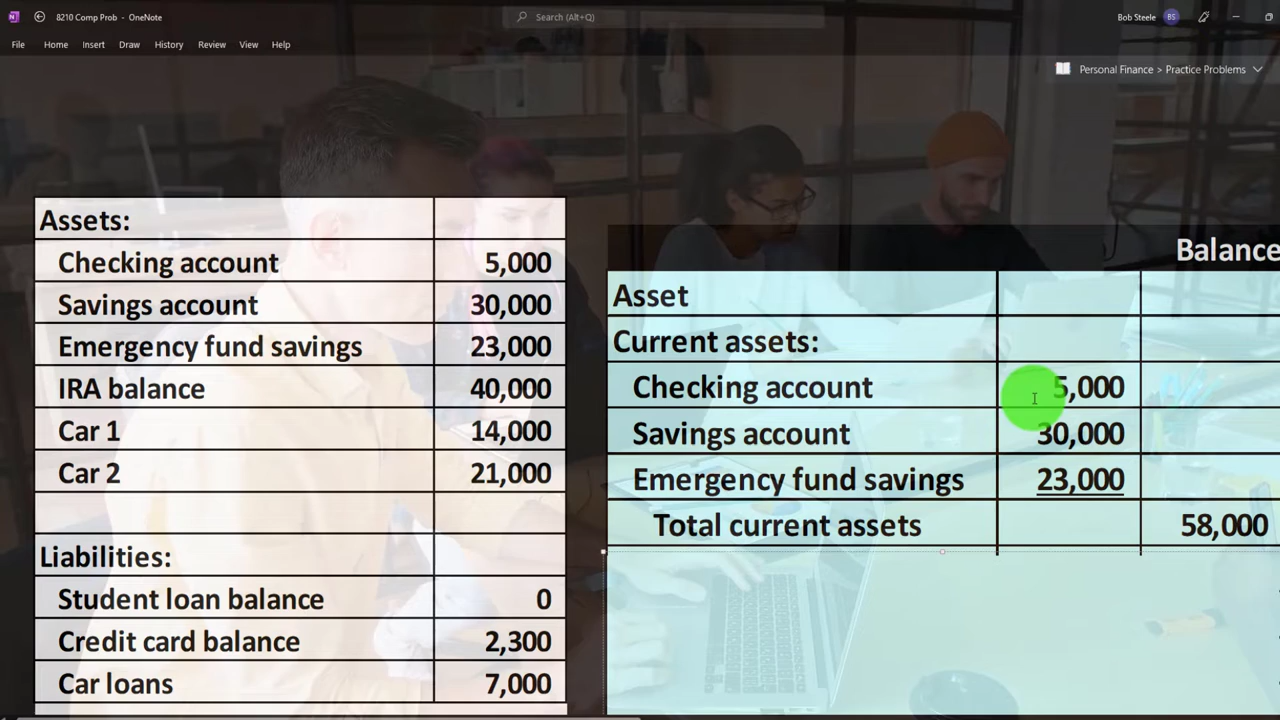 8210 Comp Prob - OneNote
Search (Alt+Q)
Bob Steele
BS
File Home Insert Draw History Review View Help
Personal Finance > Practice Problems
Assets:
Checking account 5,000
Savings account 30,000
Emergency fund savings 23,000
IRA balance 40,000
Car 1 14,000
Car 2 21,000
Liabilities:
Student loan balance 0
Credit card balance 2,300
Car loans 7,000
Balance
Asset
Current assets:
Checking account 5,000
Savings account 30,000
Emergency fund savings 23,000
Total current assets 58,000